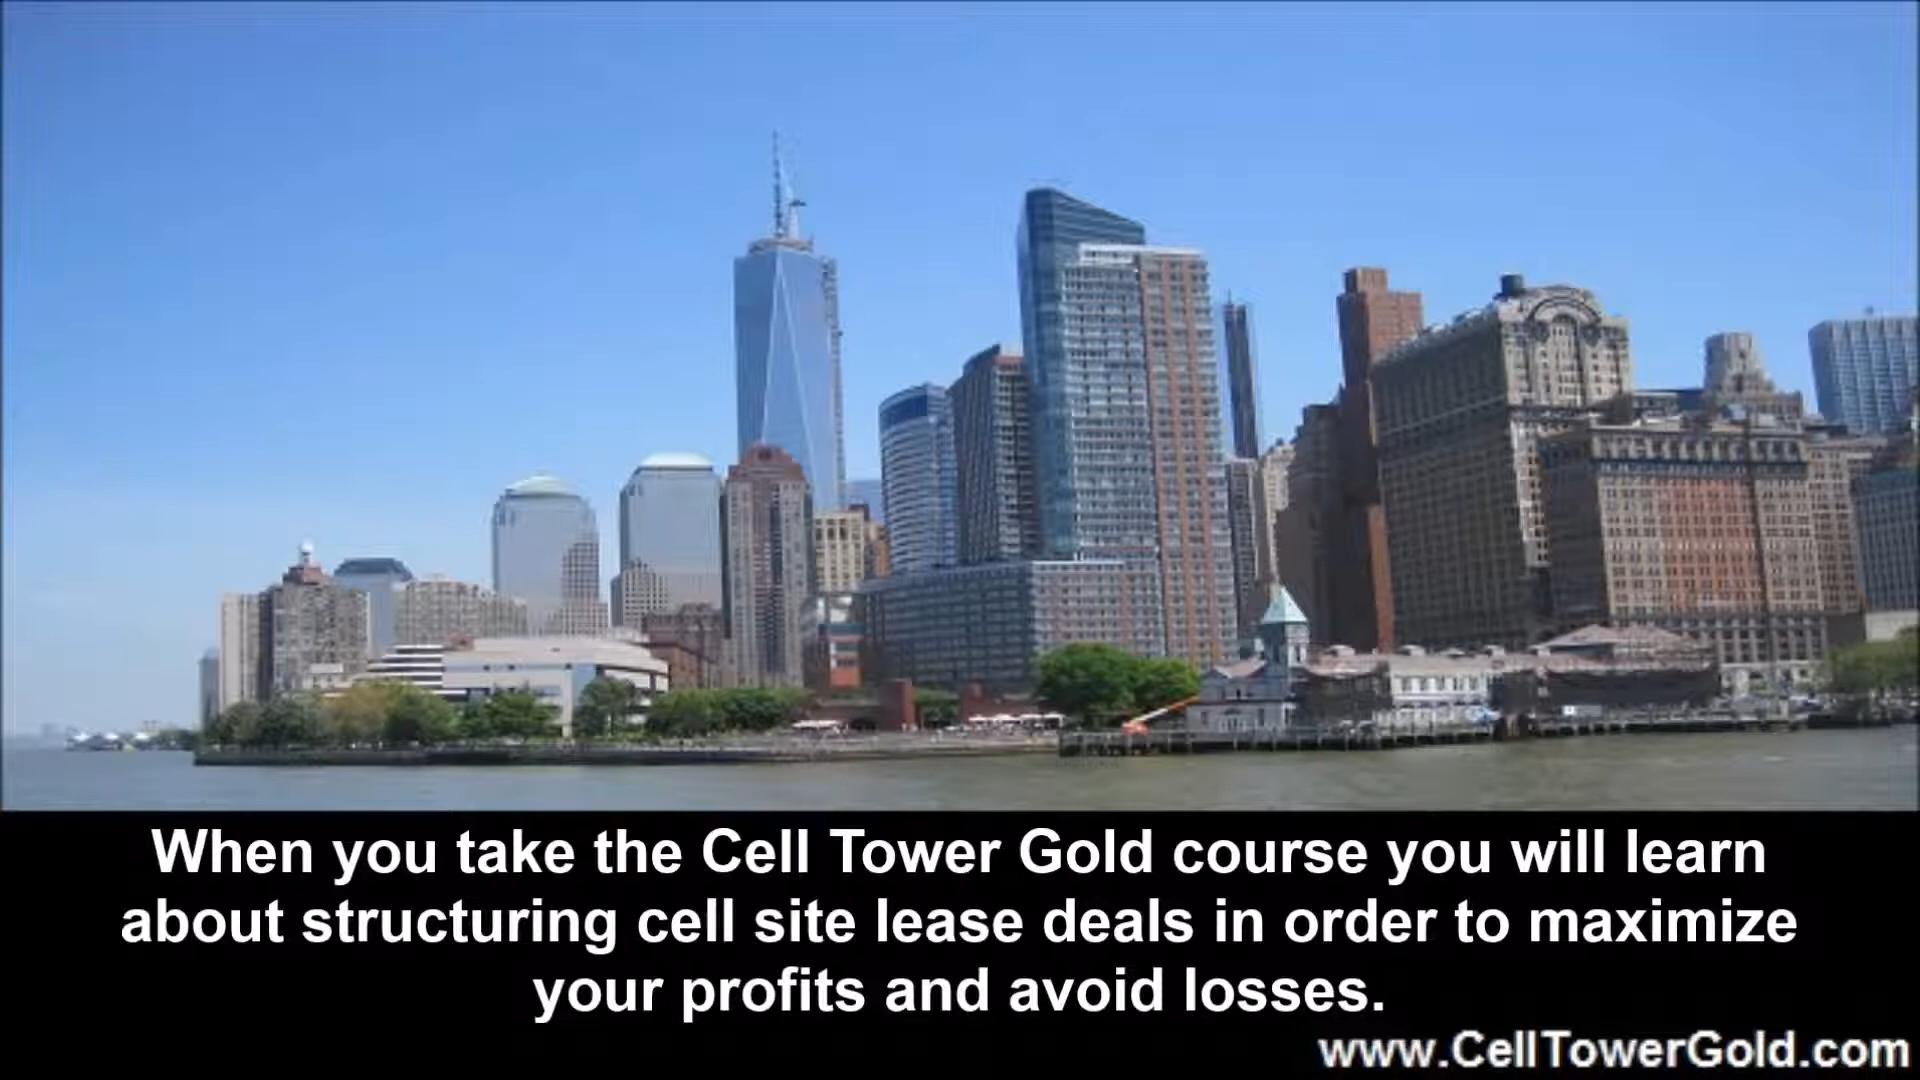 When you take the Cell Tower Gold course you will learn
about structuring cell site lease deals in order to maximize
your profits and avoid losses.
www.CellTowerGold.com